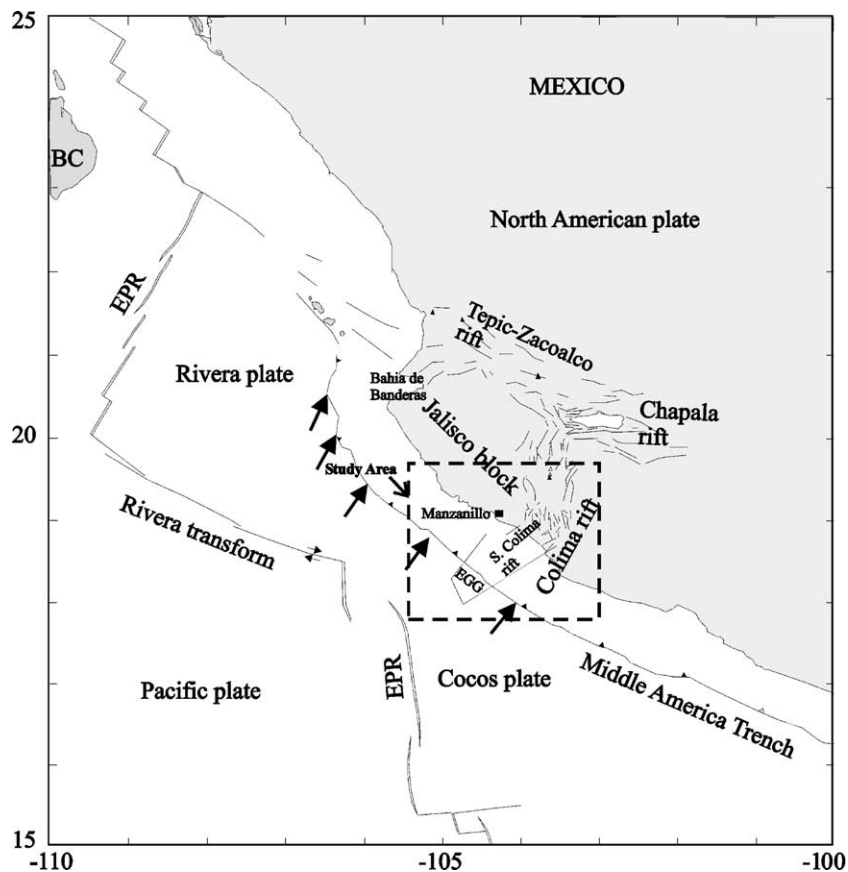 25
MEXICO
BC
North American plate
EPR
Tepic-Zacoalco
rift
Rivera plate
Bahia de
Banderas
Jalisco block
Chapala
rift
20
Study Area
Rivera transform
Manzanillo
S. Colima
rift
Colima rift
EGG
EPR
Cocos plate
Pacific plate
Middle America Trench
15
-110
-105
-100